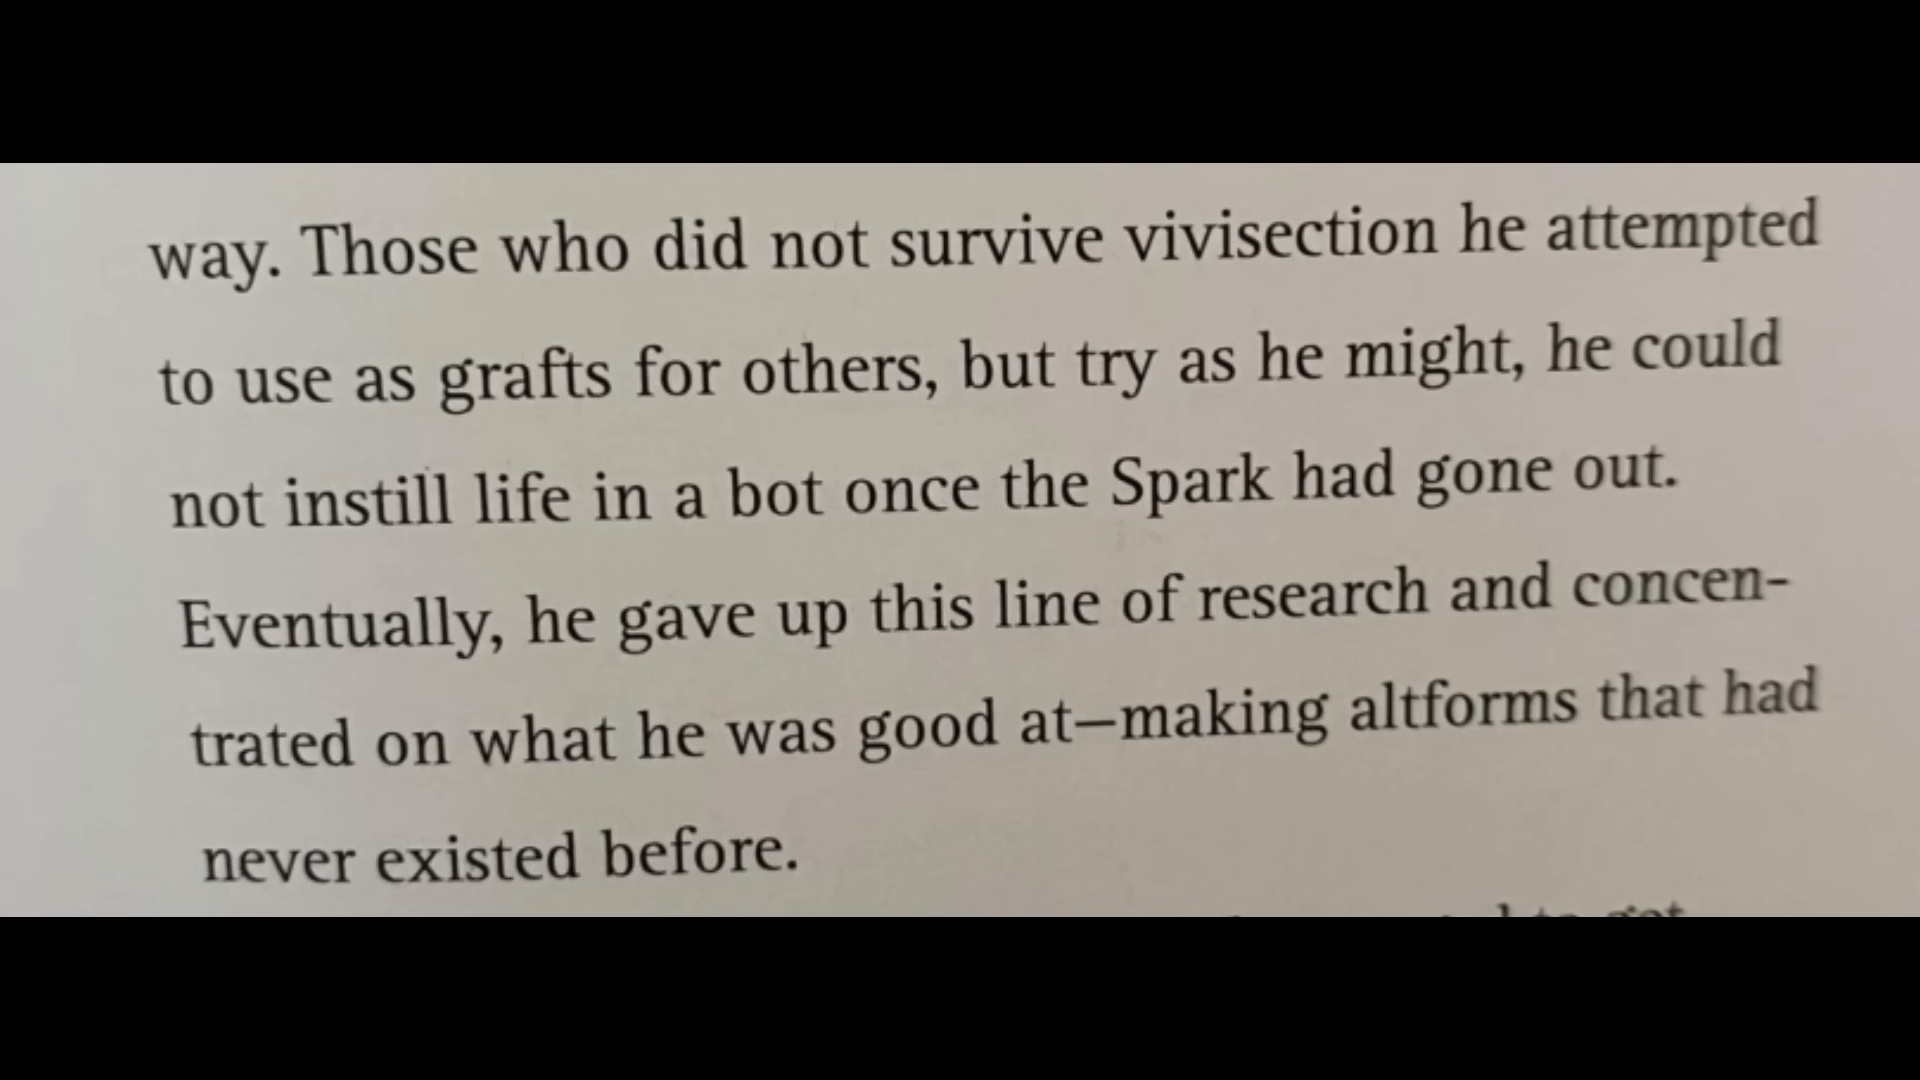 way. Those who did not survive vivisection he attempted
to use as grafts for others, but try as he might, he could
not instill life in a bot once the Spark had gone out.
Eventually, he gave up this line of research and concen-
trated on what he was good at—making altforms that had
never existed before.